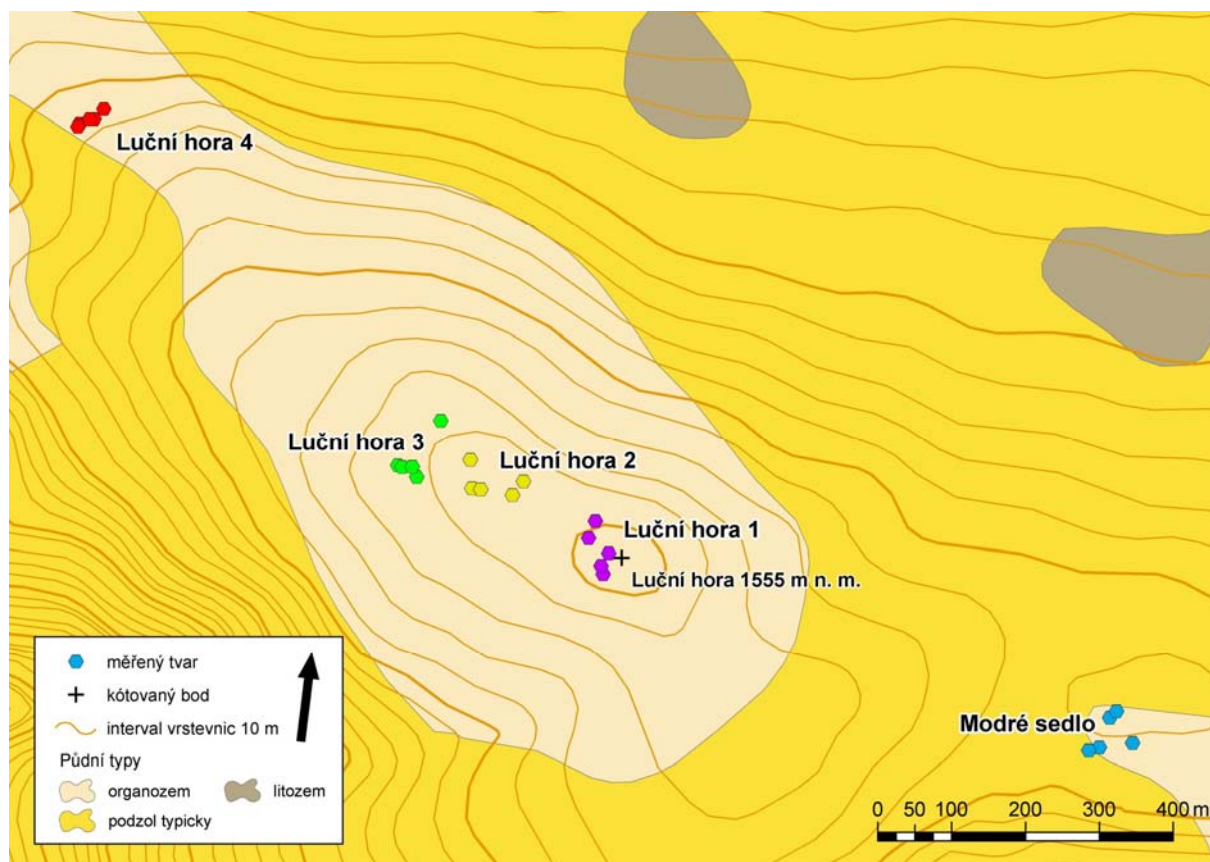 Luční hora 4
Luční hora 3
Luční hora 2
Luční hora 1
Luční hora 1555 m n. m.
Modré sedlo
měřený tvar
kótovaný bod
interval vrstevnic 10 m
Půdní typy
organozem litozem
podzol typicky
0 50 100 200 300 400 m